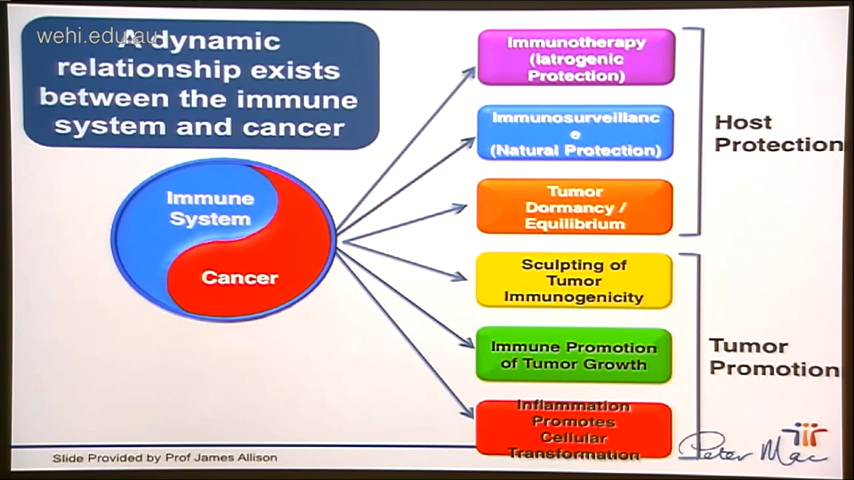 wehi.edu.au
A dynamic
relationship exists
between the immune
system and cancer
Immune
System
Cancer
Immunotherapy
(Iatrogenic
Protection)
Immunosurveillanc
e
(Natural Protection)
Tumor
Dormancy /
Equilibrium
Host
Protection
Sculpting of
Tumor
Immunogenicity
Immune Promotion
of Tumor Growth
Inflammation
Promotes
Cellular
Transformation
Tumor
Promotion
Slide Provided by Prof James Allison
Peter Mac